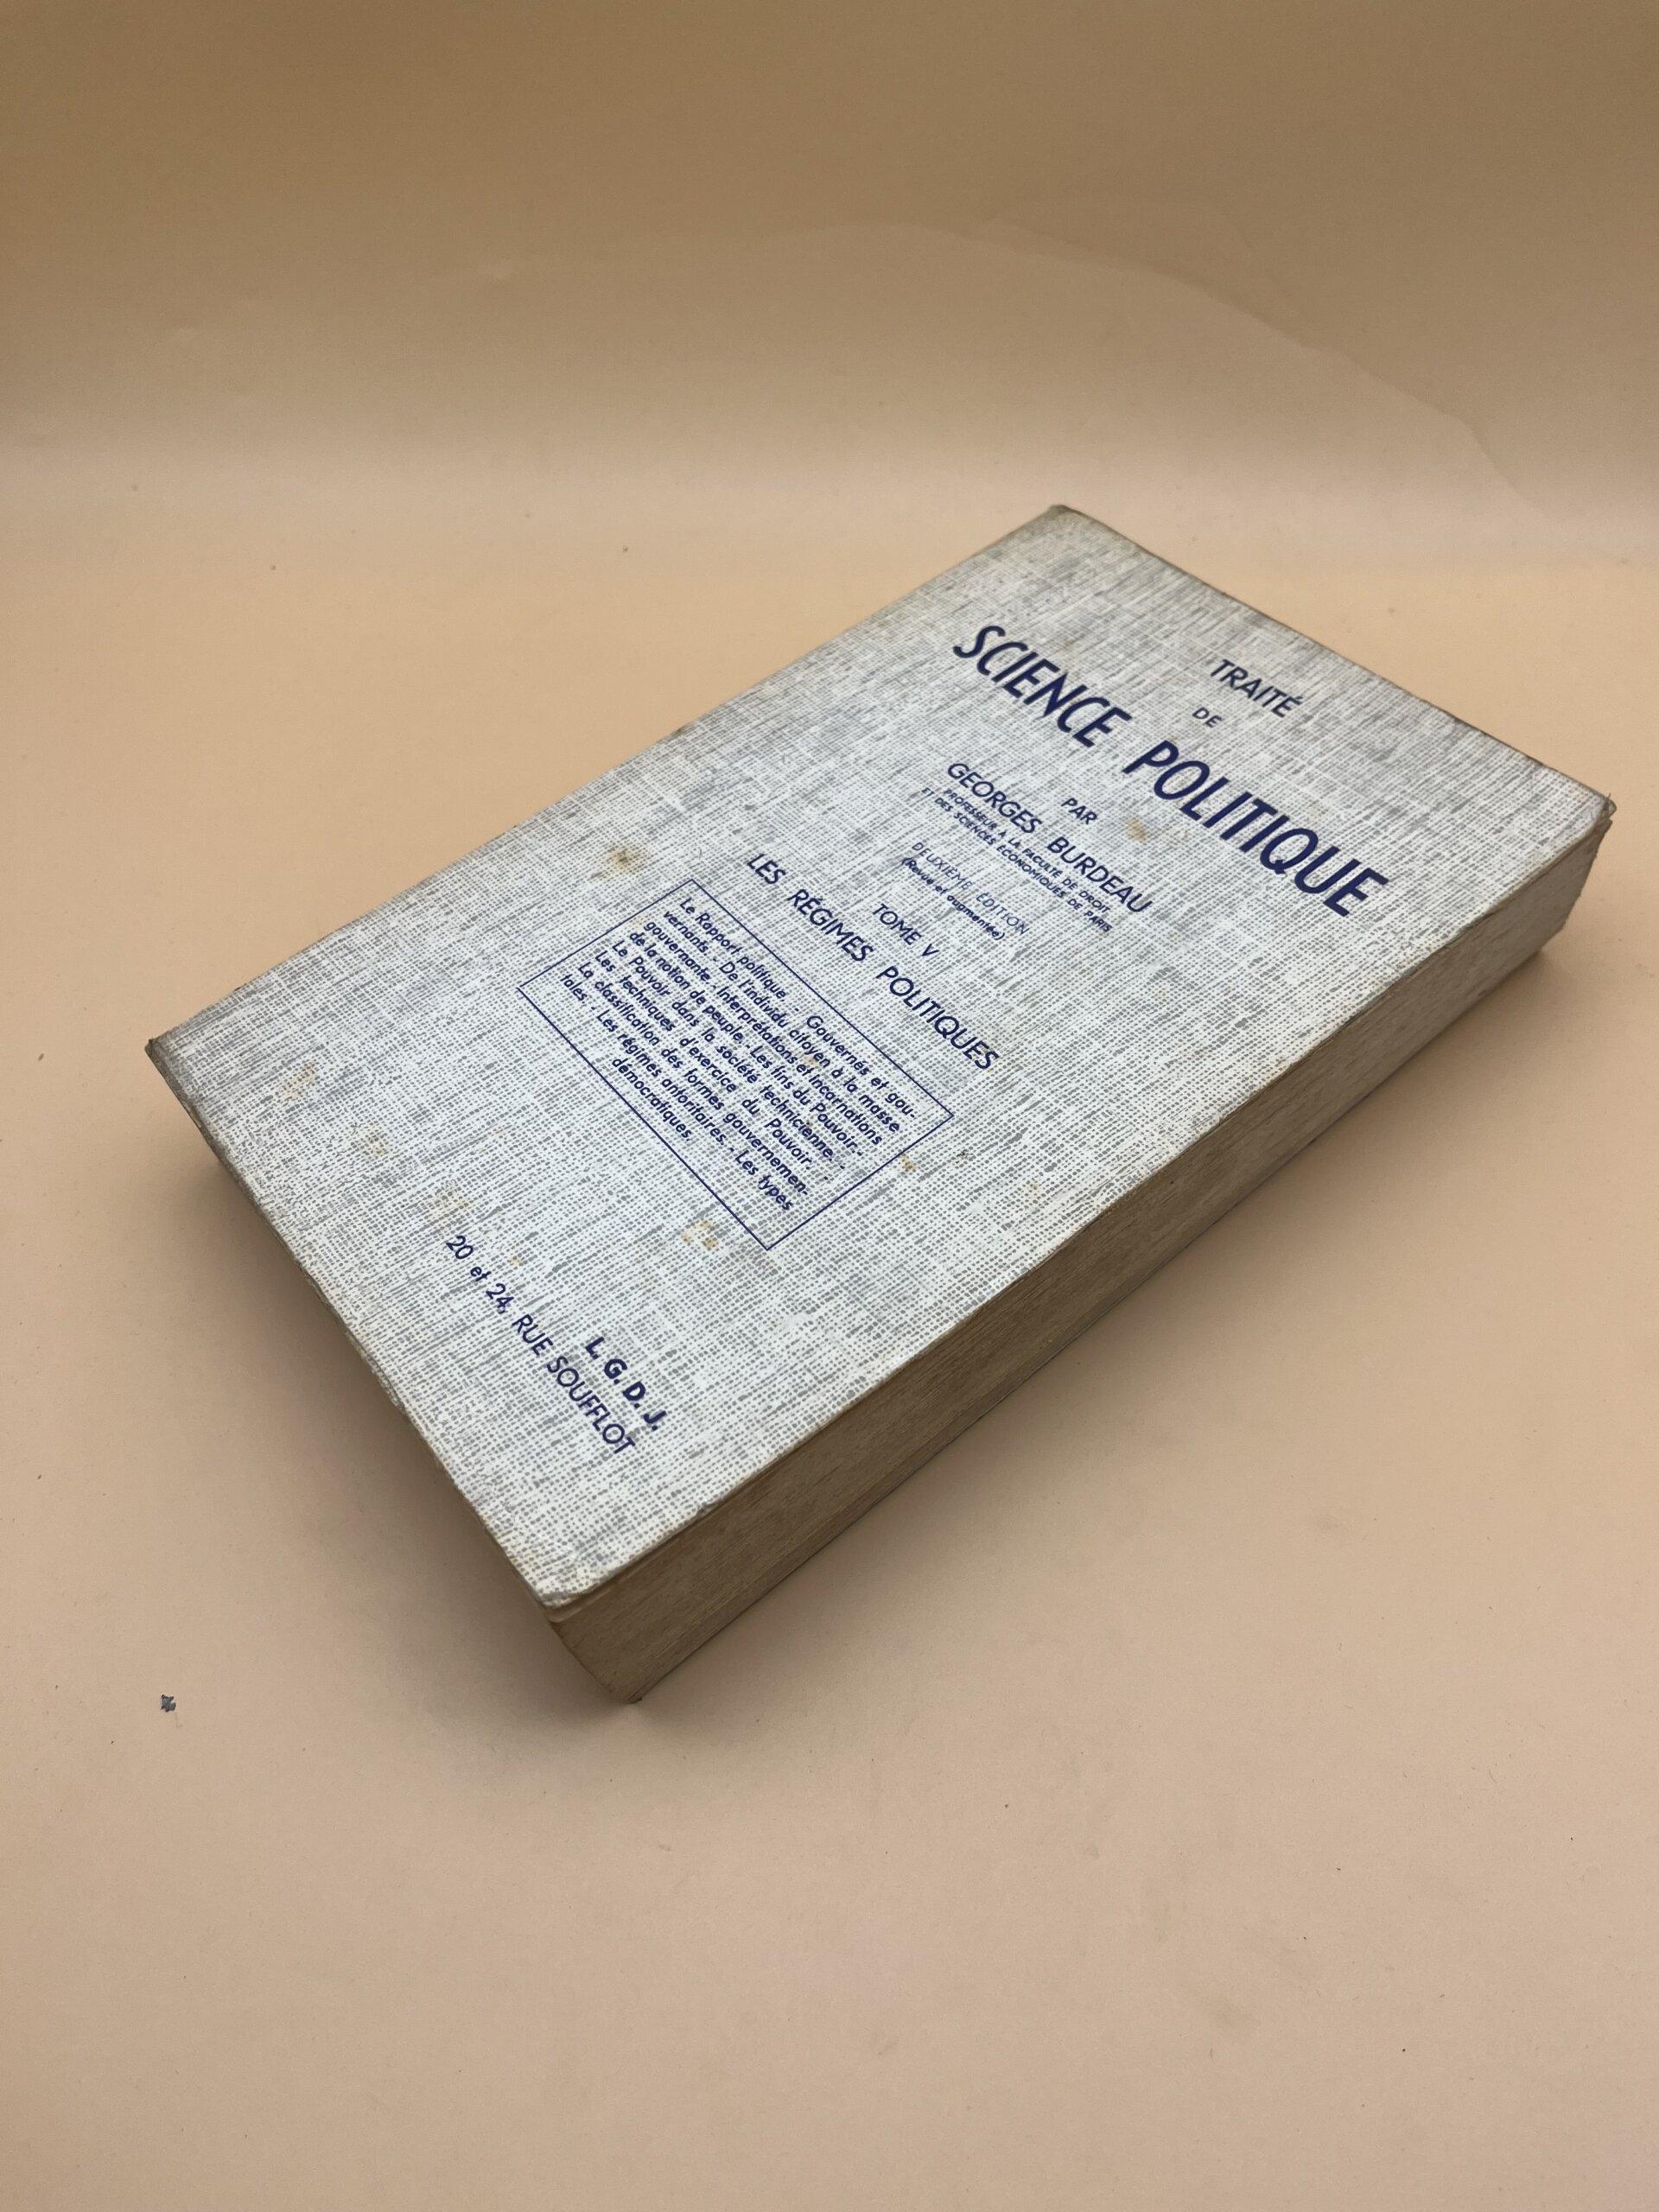 TRAITÉ
DE
SCIENCE POLITIQUE
PAR
GEORGES BURDEAU
PROFESSEUR A LA FACULTÉ DE DROIT
ET DES SCIENCES ÉCONOMIQUES DE PARIS
DEUXIÈME ÉDITION
(Revue et augmentée)
TOME V
LES RÉGIMES POLITIQUES
Le Rapport politique. Gouvernés et gou-
vernants. - De l'individu citoyen à la masse
gouvernante. Interprétations et incarnations
de la notion de peuple. - Les fins du Pouvoir. -
Le Pouvoir dans la société technicienne. -
Les techniques d'exercice du Pouvoir. -
La classification des formes gouvernemen-
tales. - Les régimes autoritaires. - Les types
démocratiques.
L. G. D. J.
20 et 24, RUE SOUFFLOT